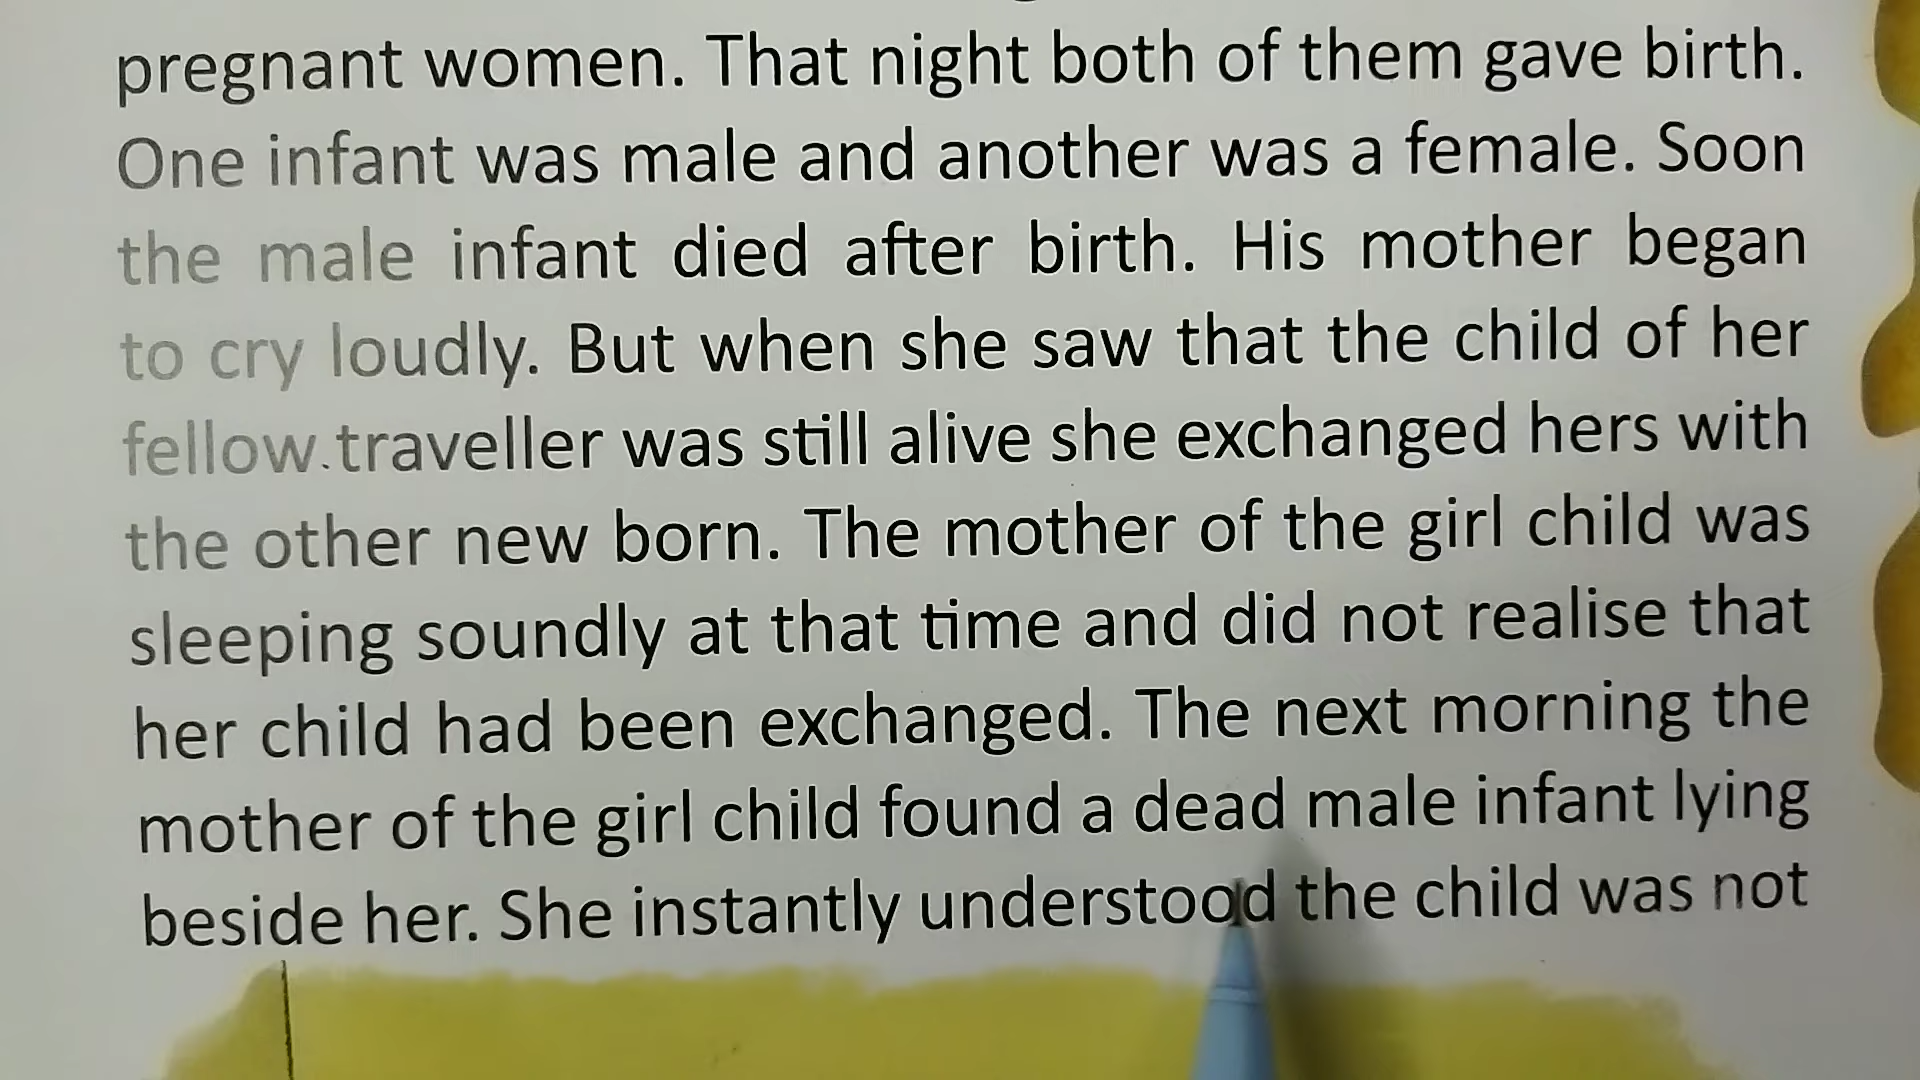 pregnant women. That night both of them gave birth.
One infant was male and another was a female. Soon
the male infant died after birth. His mother began
to cry loudly. But when she saw that the child of her
fellow traveller was still alive she exchanged hers with
the other new born. The mother of the girl child was
sleeping soundly at that time and did not realise that
her child had been exchanged. The next morning the
mother of the girl child found a dead male infant lying
beside her. She instantly understood the child was not